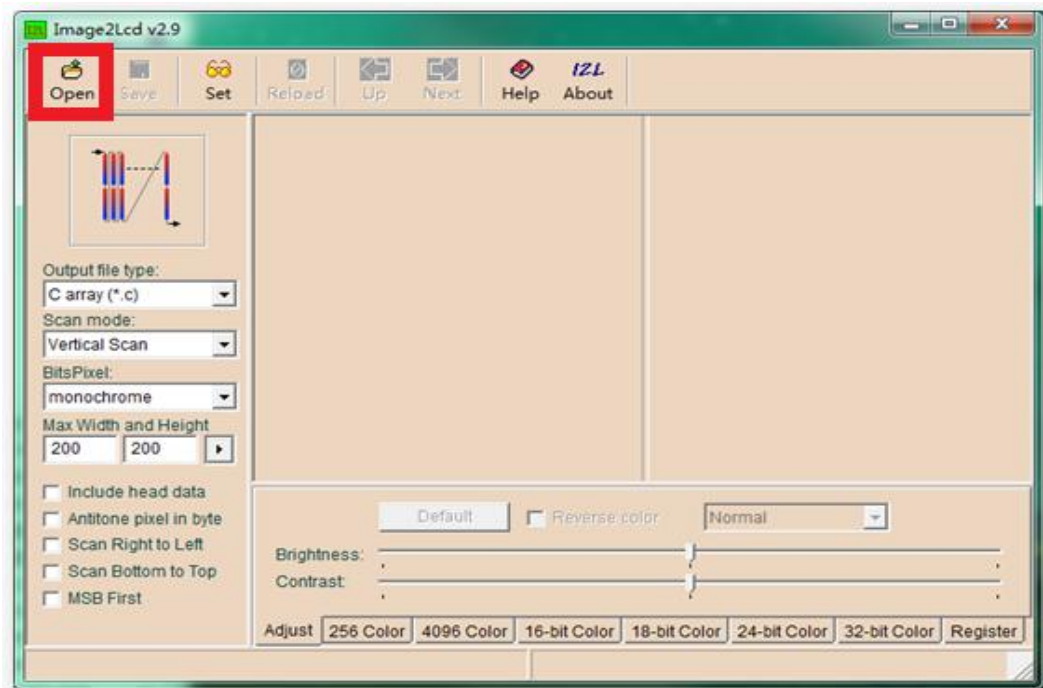 Image2Lcd v2.9
Open Save Set Reload Up Next Help About
Output file type:
C array (*.c)
Scan mode:
Vertical Scan
BitsPixel:
monochrome
Max Width and Height
200 200
Include head data
Antitone pixel in byte
Scan Right to Left
Scan Bottom to Top
MSB First
Default Reverse color Normal
Brightness:
Contrast:
Adjust 256 Color 4096 Color 16-bit Color 18-bit Color 24-bit Color 32-bit Color Register